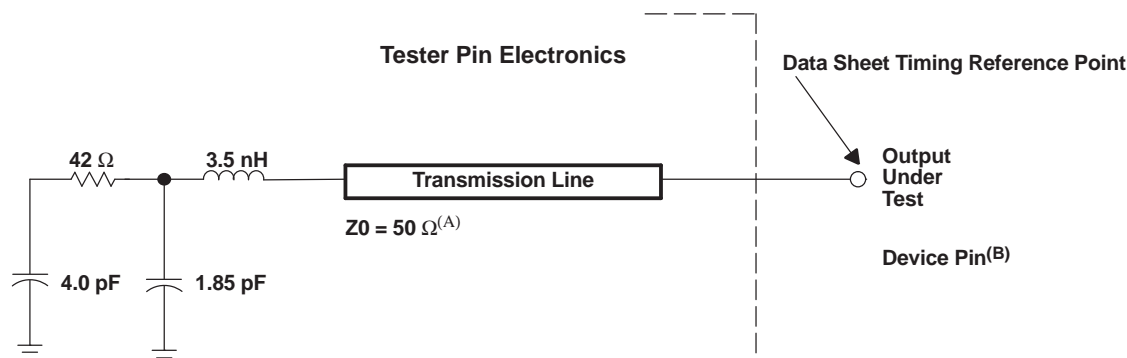 Tester Pin Electronics
Data Sheet Timing Reference Point
42 Ω
3.5 nH
Transmission Line
Output
Under
Test
Z0 = 50 Ω(A)
Device Pin(B)
4.0 pF
1.85 pF